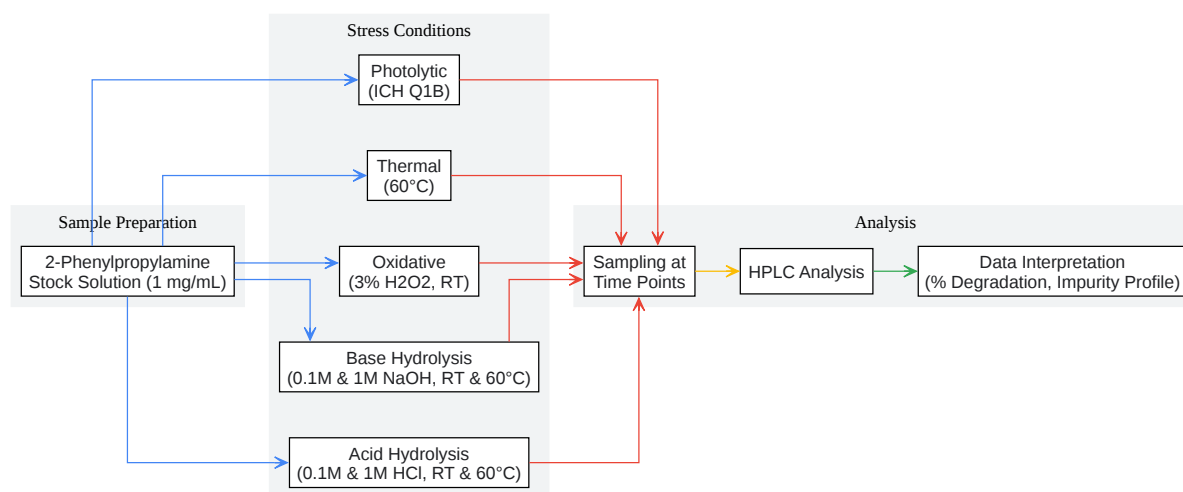 Stress Conditions
Photolytic
(ICH Q1B)
Thermal
(60°C)
Sample Preparation
2-Phenylpropylamine
Stock Solution (1 mg/mL)
Oxidative
(3% H2O2, RT)
Base Hydrolysis
(0.1M & 1M NaOH, RT & 60°C)
Acid Hydrolysis
(0.1M & 1M HCl, RT & 60°C)
Analysis
Sampling at
Time Points
HPLC Analysis
Data Interpretation
(% Degradation, Impurity Profile)